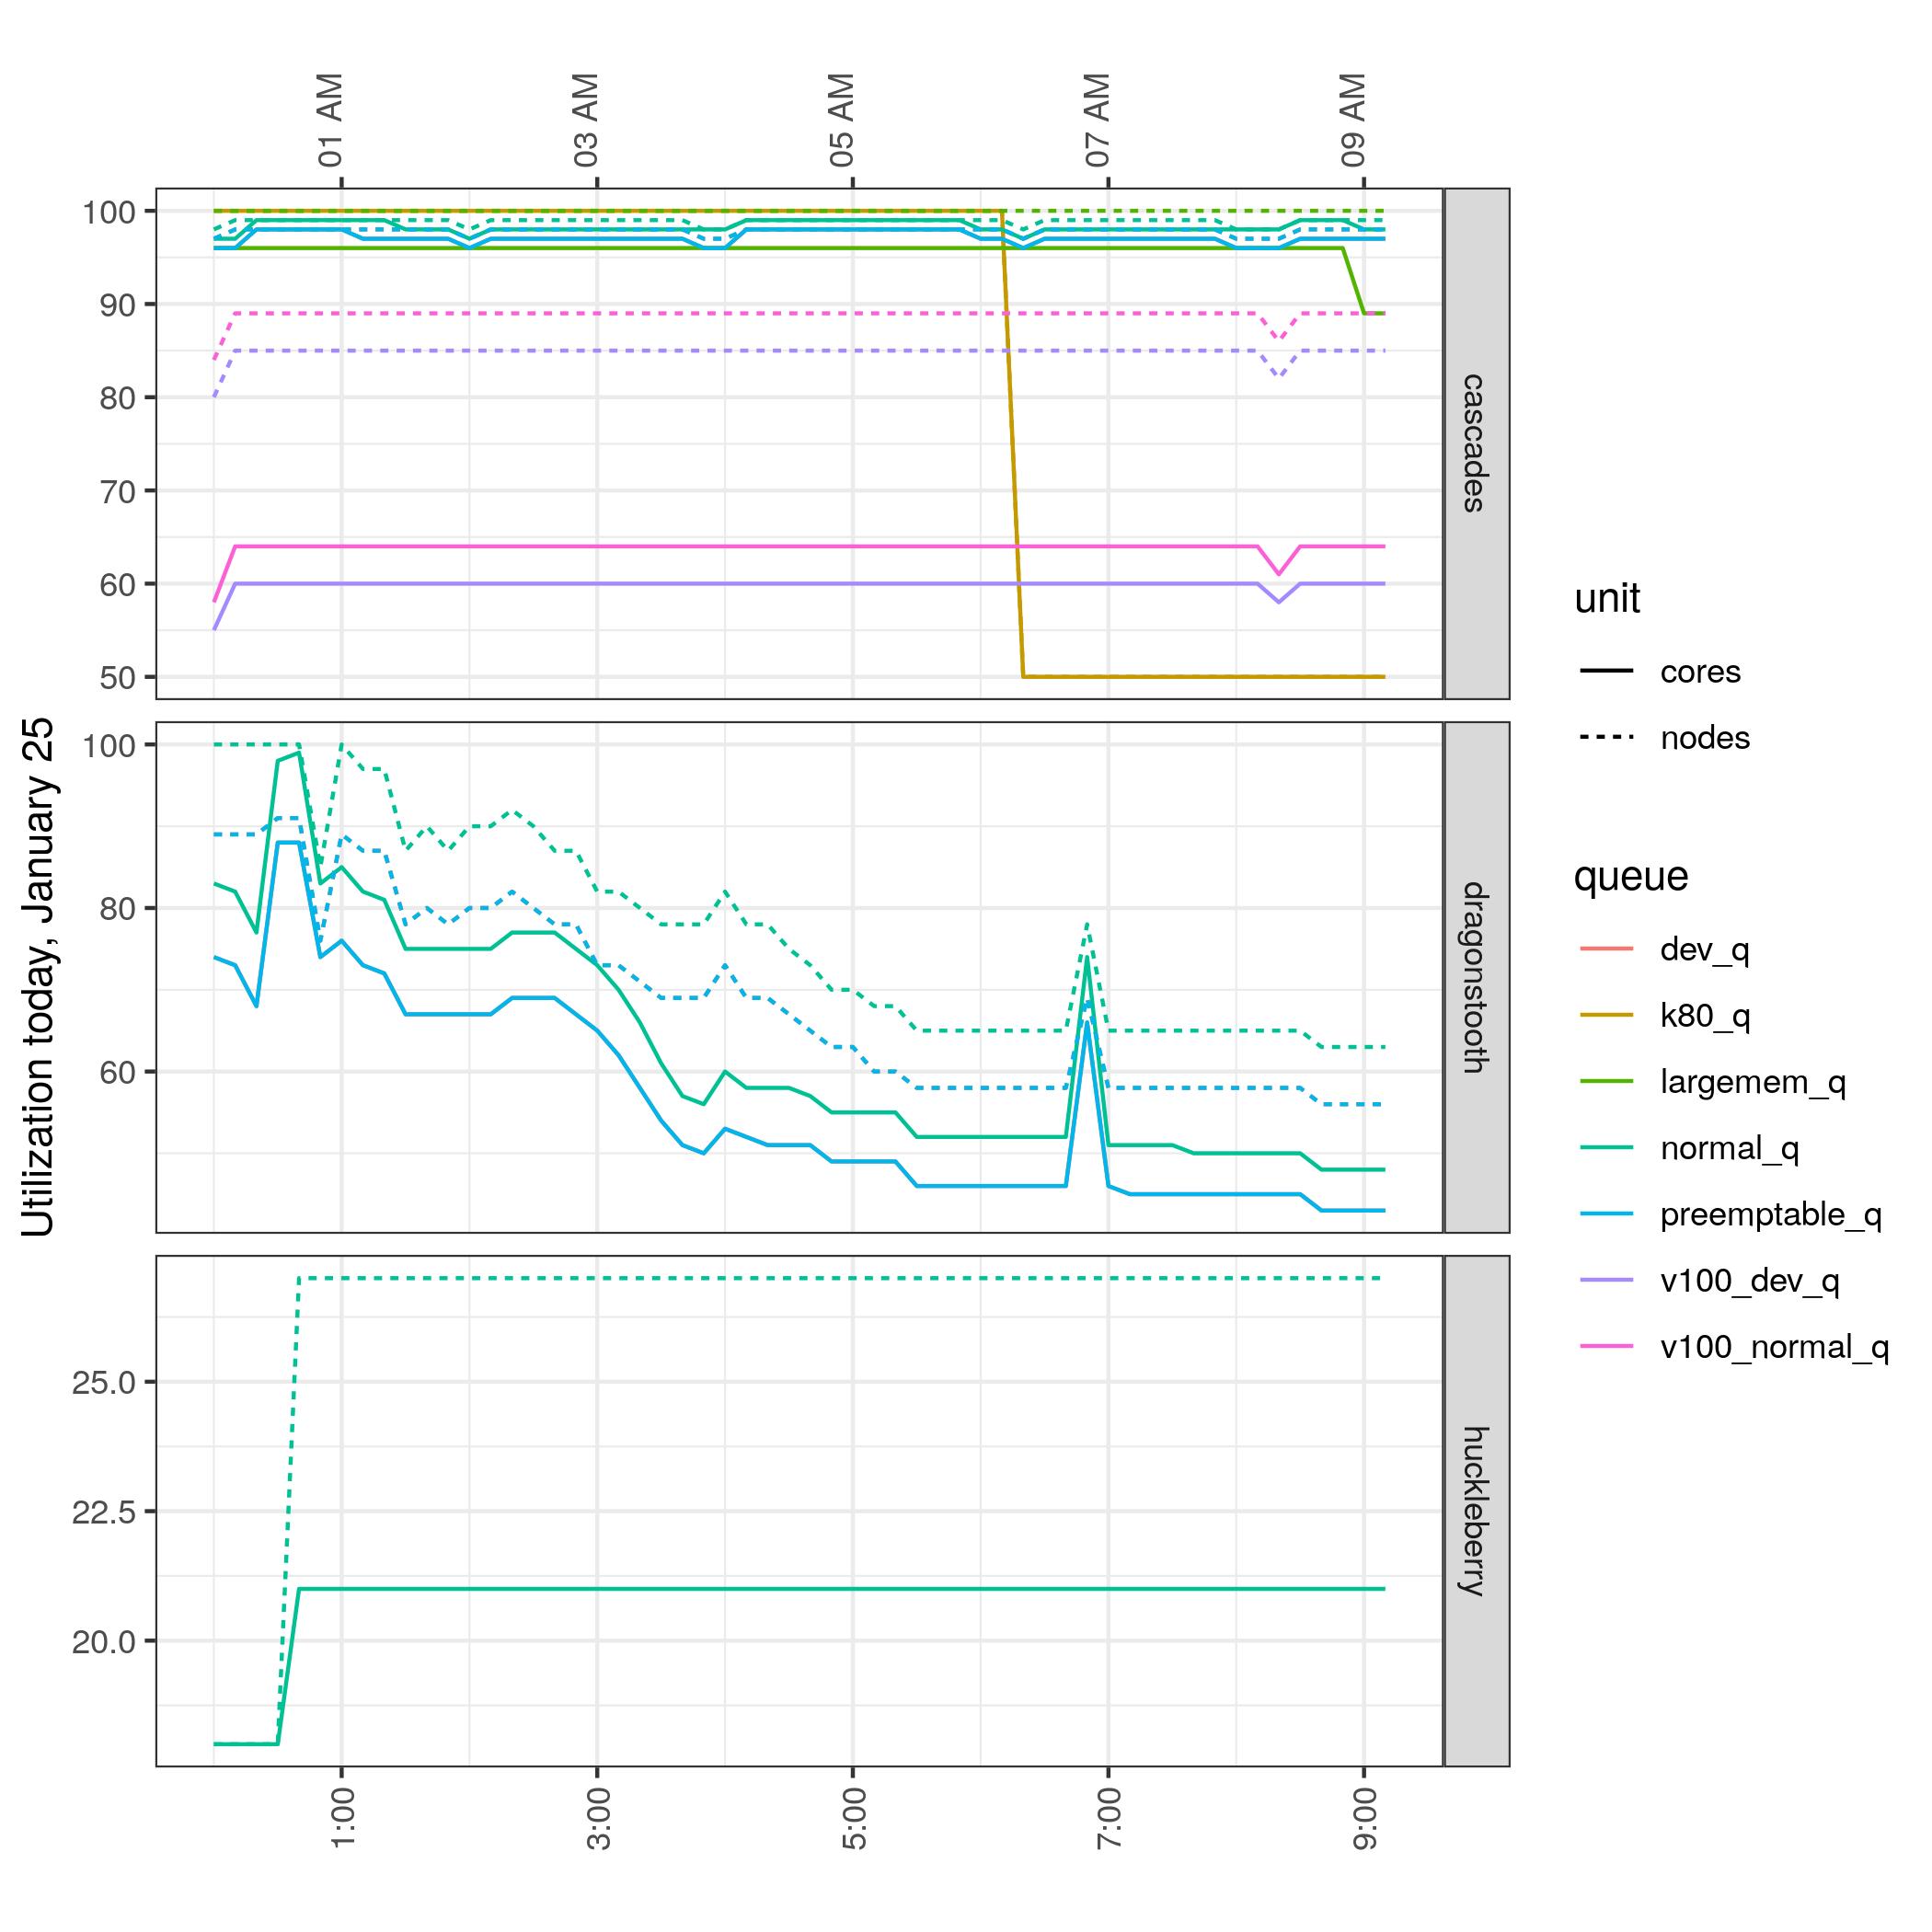 01 AM
03 AM
05 AM
07 AM
09 AM
100
90
80
70
60
50
cascades
Utilization today, January 25
100
80
60
dragonstooth
25.0
22.5
20.0
huckleberry
1:00
3:00
5:00
7:00
9:00
unit
cores
nodes
queue
dev_q
k80_q
largemem_q
normal_q
preemptable_q
v100_dev_q
v100_normal_q